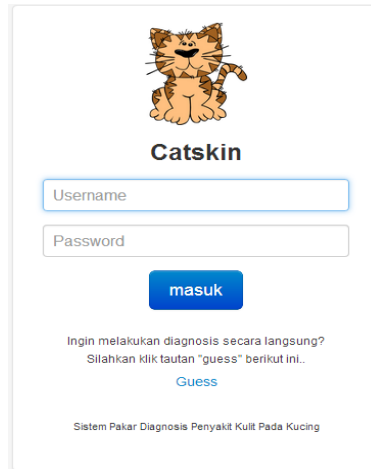 Catskin
Username
Password
masuk
Ingin melakukan diagnosis secara langsung?
Silahkan klik tautan "guess" berikut ini..
Guess
Sistem Pakar Diagnosis Penyakit Kulit Pada Kucing